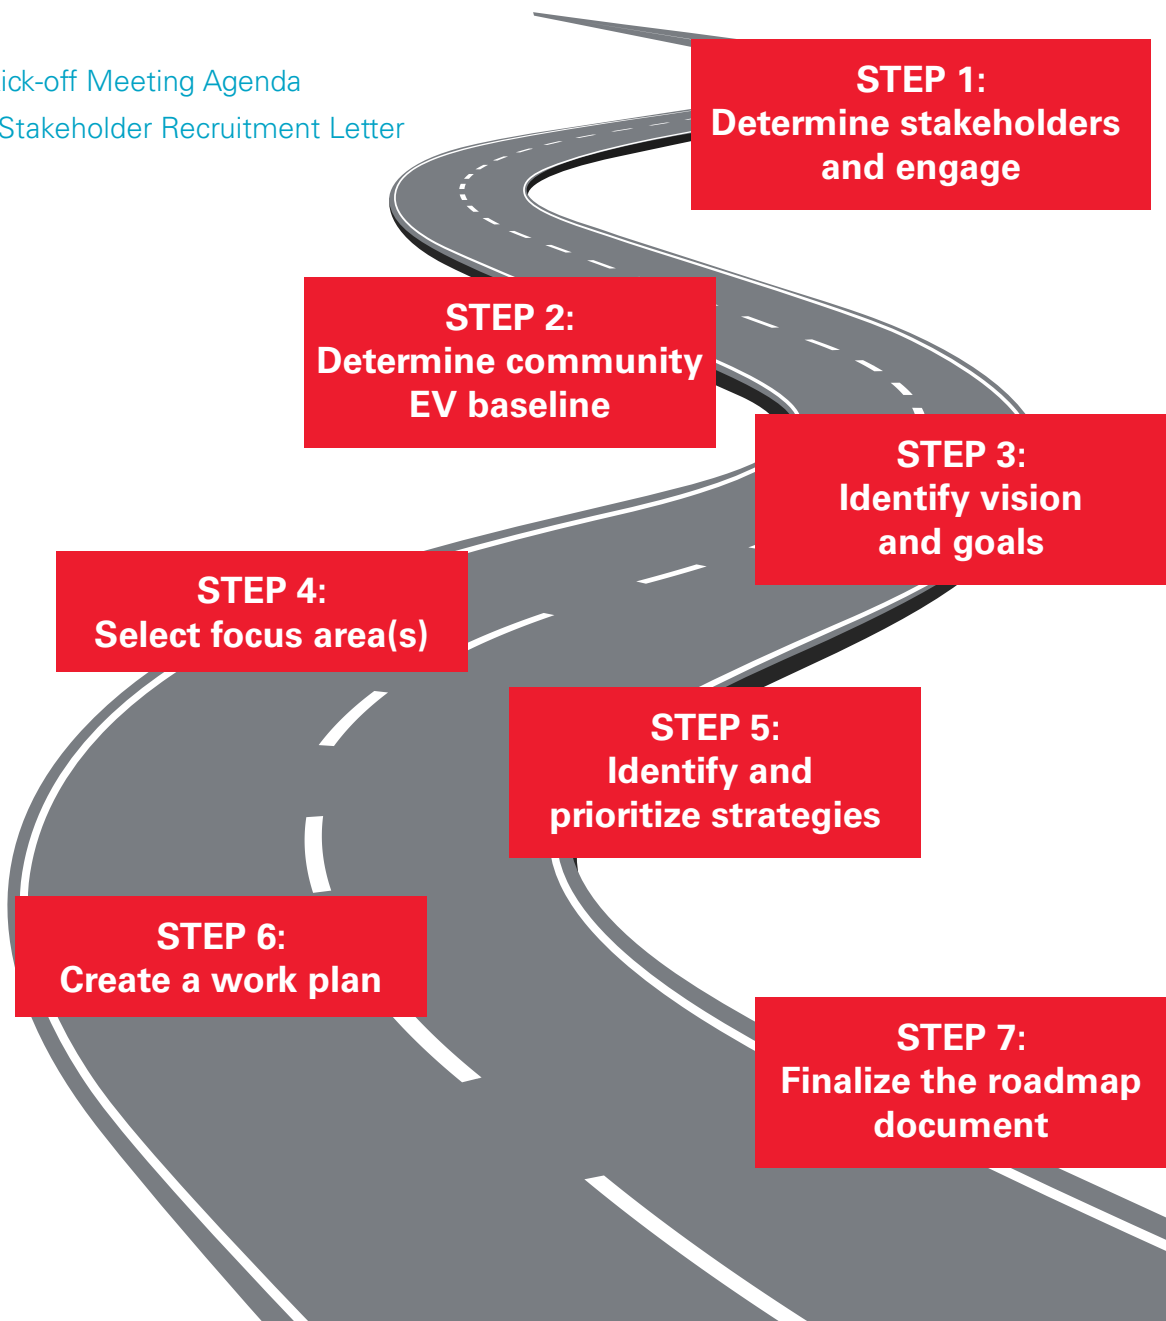 ick-off Meeting Agenda
Stakeholder Recruitment Letter
STEP 1:
Determine stakeholders
and engage
STEP 2:
Determine community
EV baseline
STEP 3:
Identify vision
and goals
STEP 4:
Select focus area(s)
STEP 5:
Identify and
prioritize strategies
STEP 6:
Create a work plan
STEP 7:
Finalize the roadmap
document